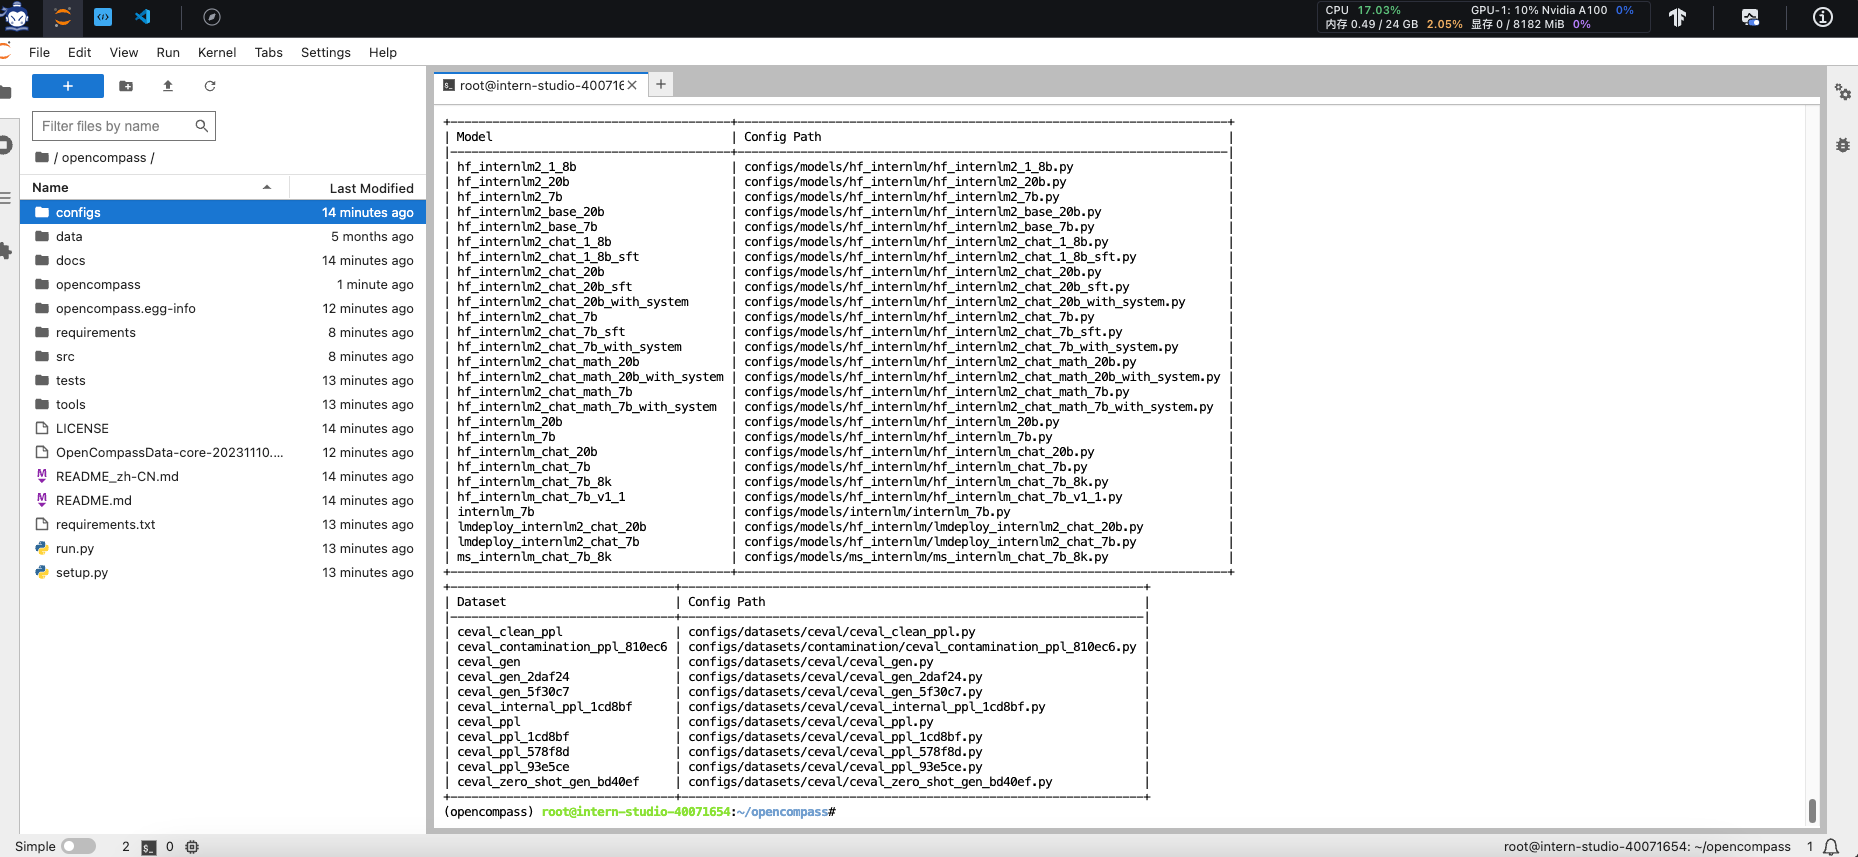 CPU 17.03% GPU-1: 10% Nvidia A100 0%
内存 0.49 / 24 GB 2.05% 显存 0 / 8182 MiB 0%
File Edit View Run Kernel Tabs Settings Help
root@intern-studio-400716
Filter files by name
/ opencompass /
Name Last Modified
configs 14 minutes ago
data 5 months ago
docs 14 minutes ago
opencompass 1 minute ago
opencompass.egg-info 12 minutes ago
requirements 8 minutes ago
src 8 minutes ago
tests 13 minutes ago
tools 13 minutes ago
LICENSE 14 minutes ago
OpenCompassData-core-20231110.... 12 minutes ago
README_zh-CN.md 14 minutes ago
README.md 14 minutes ago
requirements.txt 13 minutes ago
run.py 13 minutes ago
setup.py 13 minutes ago
| Model | Config Path |
| hf_internlm2_1_8b | configs/models/hf_internlm/hf_internlm2_1_8b.py |
| hf_internlm2_20b | configs/models/hf_internlm/hf_internlm2_20b.py |
| hf_internlm2_7b | configs/models/hf_internlm/hf_internlm2_7b.py |
| hf_internlm2_base_20b | configs/models/hf_internlm/hf_internlm2_base_20b.py |
| hf_internlm2_base_7b | configs/models/hf_internlm/hf_internlm2_base_7b.py |
| hf_internlm2_chat_1_8b | configs/models/hf_internlm/hf_internlm2_chat_1_8b.py |
| hf_internlm2_chat_1_8b_sft | configs/models/hf_internlm/hf_internlm2_chat_1_8b_sft.py |
| hf_internlm2_chat_20b | configs/models/hf_internlm/hf_internlm2_chat_20b.py |
| hf_internlm2_chat_20b_sft | configs/models/hf_internlm/hf_internlm2_chat_20b_sft.py |
| hf_internlm2_chat_20b_with_system | configs/models/hf_internlm/hf_internlm2_chat_20b_with_system.py |
| hf_internlm2_chat_7b | configs/models/hf_internlm/hf_internlm2_chat_7b.py |
| hf_internlm2_chat_7b_sft | configs/models/hf_internlm/hf_internlm2_chat_7b_sft.py |
| hf_internlm2_chat_7b_with_system | configs/models/hf_internlm/hf_internlm2_chat_7b_with_system.py |
| hf_internlm2_chat_math_20b | configs/models/hf_internlm/hf_internlm2_chat_math_20b.py |
| hf_internlm2_chat_math_20b_with_system | configs/models/hf_internlm/hf_internlm2_chat_math_20b_with_system.py |
| hf_internlm2_chat_math_7b | configs/models/hf_internlm/hf_internlm2_chat_math_7b.py |
| hf_internlm2_chat_math_7b_with_system | configs/models/hf_internlm/hf_internlm2_chat_math_7b_with_system.py |
| hf_internlm_20b | configs/models/hf_internlm/hf_internlm_20b.py |
| hf_internlm_7b | configs/models/hf_internlm/hf_internlm_7b.py |
| hf_internlm_chat_20b | configs/models/hf_internlm/hf_internlm_chat_20b.py |
| hf_internlm_chat_7b | configs/models/hf_internlm/hf_internlm_chat_7b.py |
| hf_internlm_chat_7b_8k | configs/models/hf_internlm/hf_internlm_chat_7b_8k.py |
| hf_internlm_chat_7b_v1_1 | configs/models/hf_internlm/hf_internlm_chat_7b_v1_1.py |
| internlm_7b | configs/models/internlm/internlm_7b.py |
| lmdeploy_internlm2_chat_20b | configs/models/hf_internlm/lmdeploy_internlm2_chat_20b.py |
| lmdeploy_internlm2_chat_7b | configs/models/hf_internlm/lmdeploy_internlm2_chat_7b.py |
| ms_internlm_chat_7b_8k | configs/models/ms_internlm/ms_internlm_chat_7b_8k.py |
| Dataset | Config Path |
| ceval_clean_ppl | configs/datasets/ceval/ceval_clean_ppl.py |
| ceval_contamination_ppl_810ec6 | configs/datasets/contamination/ceval_contamination_ppl_810ec6.py |
| ceval_gen | configs/datasets/ceval/ceval_gen.py |
| ceval_gen_2daf24 | configs/datasets/ceval/ceval_gen_2daf24.py |
| ceval_gen_5f30c7 | configs/datasets/ceval/ceval_gen_5f30c7.py |
| ceval_internal_ppl_1cd8bf | configs/datasets/ceval/ceval_internal_ppl_1cd8bf.py |
| ceval_ppl | configs/datasets/ceval/ceval_ppl.py |
| ceval_ppl_1cd8bf | configs/datasets/ceval/ceval_ppl_1cd8bf.py |
| ceval_ppl_578f8d | configs/datasets/ceval/ceval_ppl_578f8d.py |
| ceval_ppl_93e5ce | configs/datasets/ceval/ceval_ppl_93e5ce.py |
| ceval_zero_shot_gen_bd40ef | configs/datasets/ceval/ceval_zero_shot_gen_bd40ef.py |
(opencompass) root@intern-studio-40071654:~/opencompass#
Simple 2 0 root@intern-studio-40071654: ~/opencompass 1